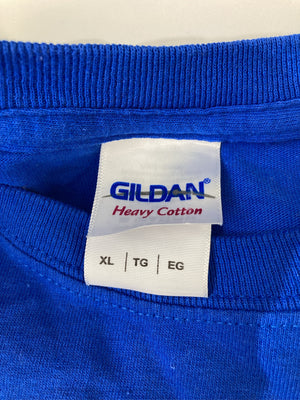 GILDAN®
Heavy Cotton
XL | TG | EG